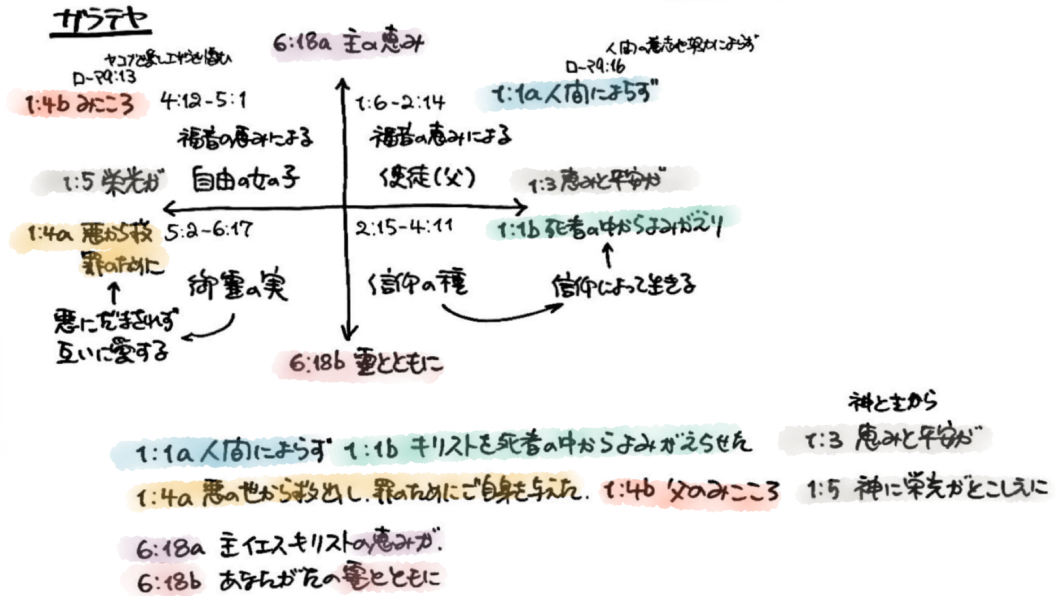 ガラテヤ
6:18a 主の恵み
ヤコブを愛しエサウを憎い
ローマ9:13
人間の意志や努力によらず
ローマ9:16
1:4b みこころ
4:12-5:1
1:6-2:14
1:1a 人間によらず
福音の恵みによる
福音の恵みによる
1:5 栄光が
自由の女の子
使徒(父)
1:3 恵みと平安が
1:4a 悪から救
5:2-6:17
2:15-4:11
1:1b 死者の中からよみがえり
罪のために
御霊の実
信仰の種
信仰によって生きる
悪にだまされず
互いに愛する
6:18b 霊とともに
神と主から
1:1a 人間によらず 1:1b キリストを死者の中からよみがえらせた 1:3 恵みと平安が
1:4a 悪の世から救出し、罪のためにご自身を与えた. 1:4b 父のみこころ 1:5 神に栄光がとこしえに
6:18a 主イエスキリストの恵みが.
6:18b あなたがたの霊とともに